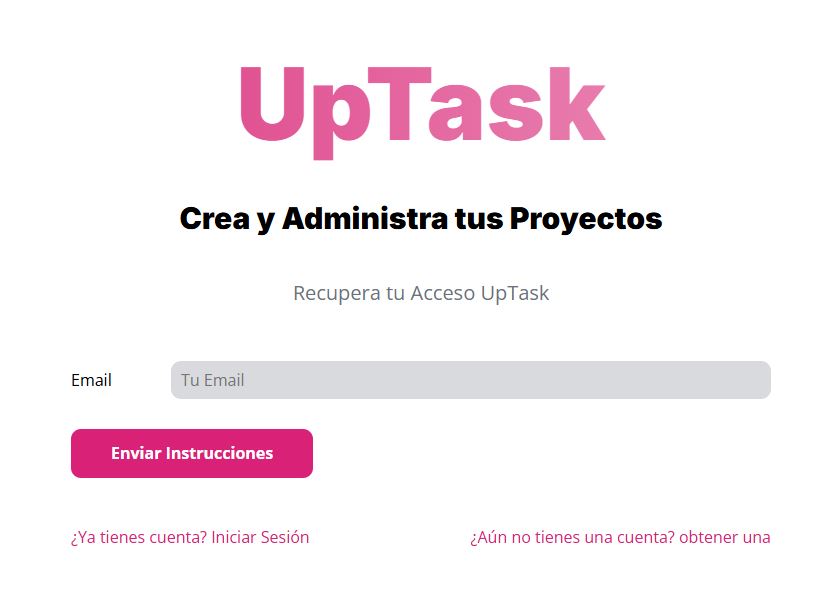 UpTask
Crea y Administra tus Proyectos
Recupera tu Acceso UpTask
Email
Tu Email
Enviar Instrucciones
¿Ya tienes cuenta? Iniciar Sesión
¿Aún no tienes una cuenta? obtener una